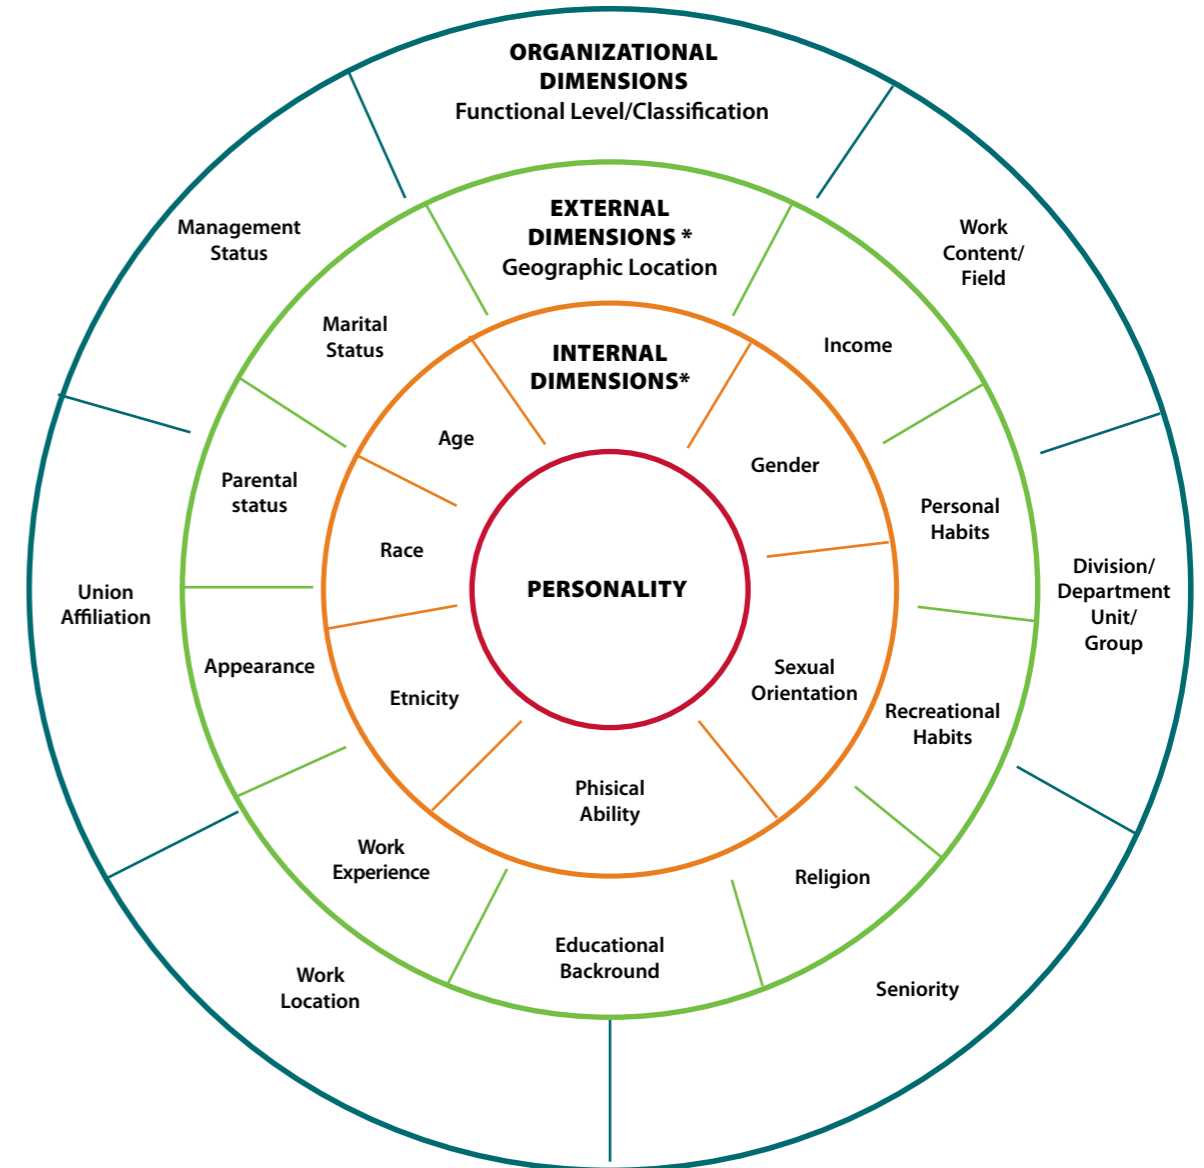 ORGANIZATIONAL
DIMENSIONS
Functional Level/Classification
EXTERNAL
DIMENSIONS *
Geographic Location
INTERNAL
DIMENSIONS*
PERSONALITY
Management
Status
Work
Content/
Field
Marital
Status
Income
Age
Gender
Parental
status
Personal
Habits
Race
Union
Affiliation
Division/
Department
Unit/
Group
Appearance
Etnicity
Sexual
Orientation
Recreational
Habits
Phisical
Ability
Work
Experience
Religion
Educational
Backround
Work
Location
Seniority